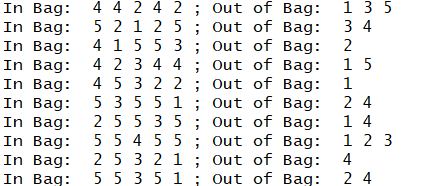 In Bag: 4 4 2 4 2 ; Out of Bag: 1 3 5
In Bag: 5 2 1 2 5 ; Out of Bag: 3 4
In Bag: 4 1 5 5 3 ; Out of Bag: 2
In Bag: 4 2 3 4 4 ; Out of Bag: 1 5
In Bag: 4 5 3 2 2 ; Out of Bag: 1
In Bag: 5 3 5 5 1 ; Out of Bag: 2 4
In Bag: 2 5 5 3 5 ; Out of Bag: 1 4
In Bag: 5 5 4 5 5 ; Out of Bag: 1 2 3
In Bag: 2 5 3 2 1 ; Out of Bag: 4
In Bag: 5 5 3 5 1 ; Out of Bag: 2 4